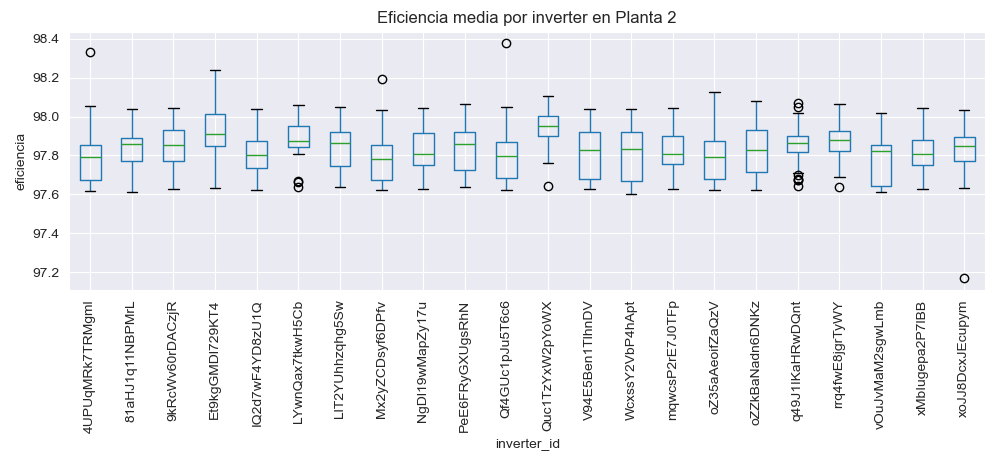 Eficiencia media por inverter en Planta 2
98.4
98.2
98.0
97.8
97.6
97.4
97.2
eficiencia
4UPUqMRk7TRMgml
81aHJ1q11NBPMrL
9kRcWv60rDACzjR
Et9kgGMDl729KT4
IQ2d7wF4YD8zU1Q
LYwnQax7tkwH5Cb
LlT2YUhhzqhg5Sw
Mx2yZCDsyf6DPfv
NgDl19wMapZy17u
PeE6FRyGXUgsRhN
Qf4GUc1pJu5T6c6
Quc1TzYxW2pYoWX
V94E5Ben1TlhnDV
WcxssY2VbP4hApt
mqwcsP2rE7J0TFp
oZ35aAeoifZaQzV
oZZkBaNadn6DNKz
q49J1IKaHRwDQnt
rrq4fwE8jgrTyWY
vOuJvMaM2sgwLmb
xMbIugepa2P7lBB
xoJJ8DcxJEcupym
inverter_id